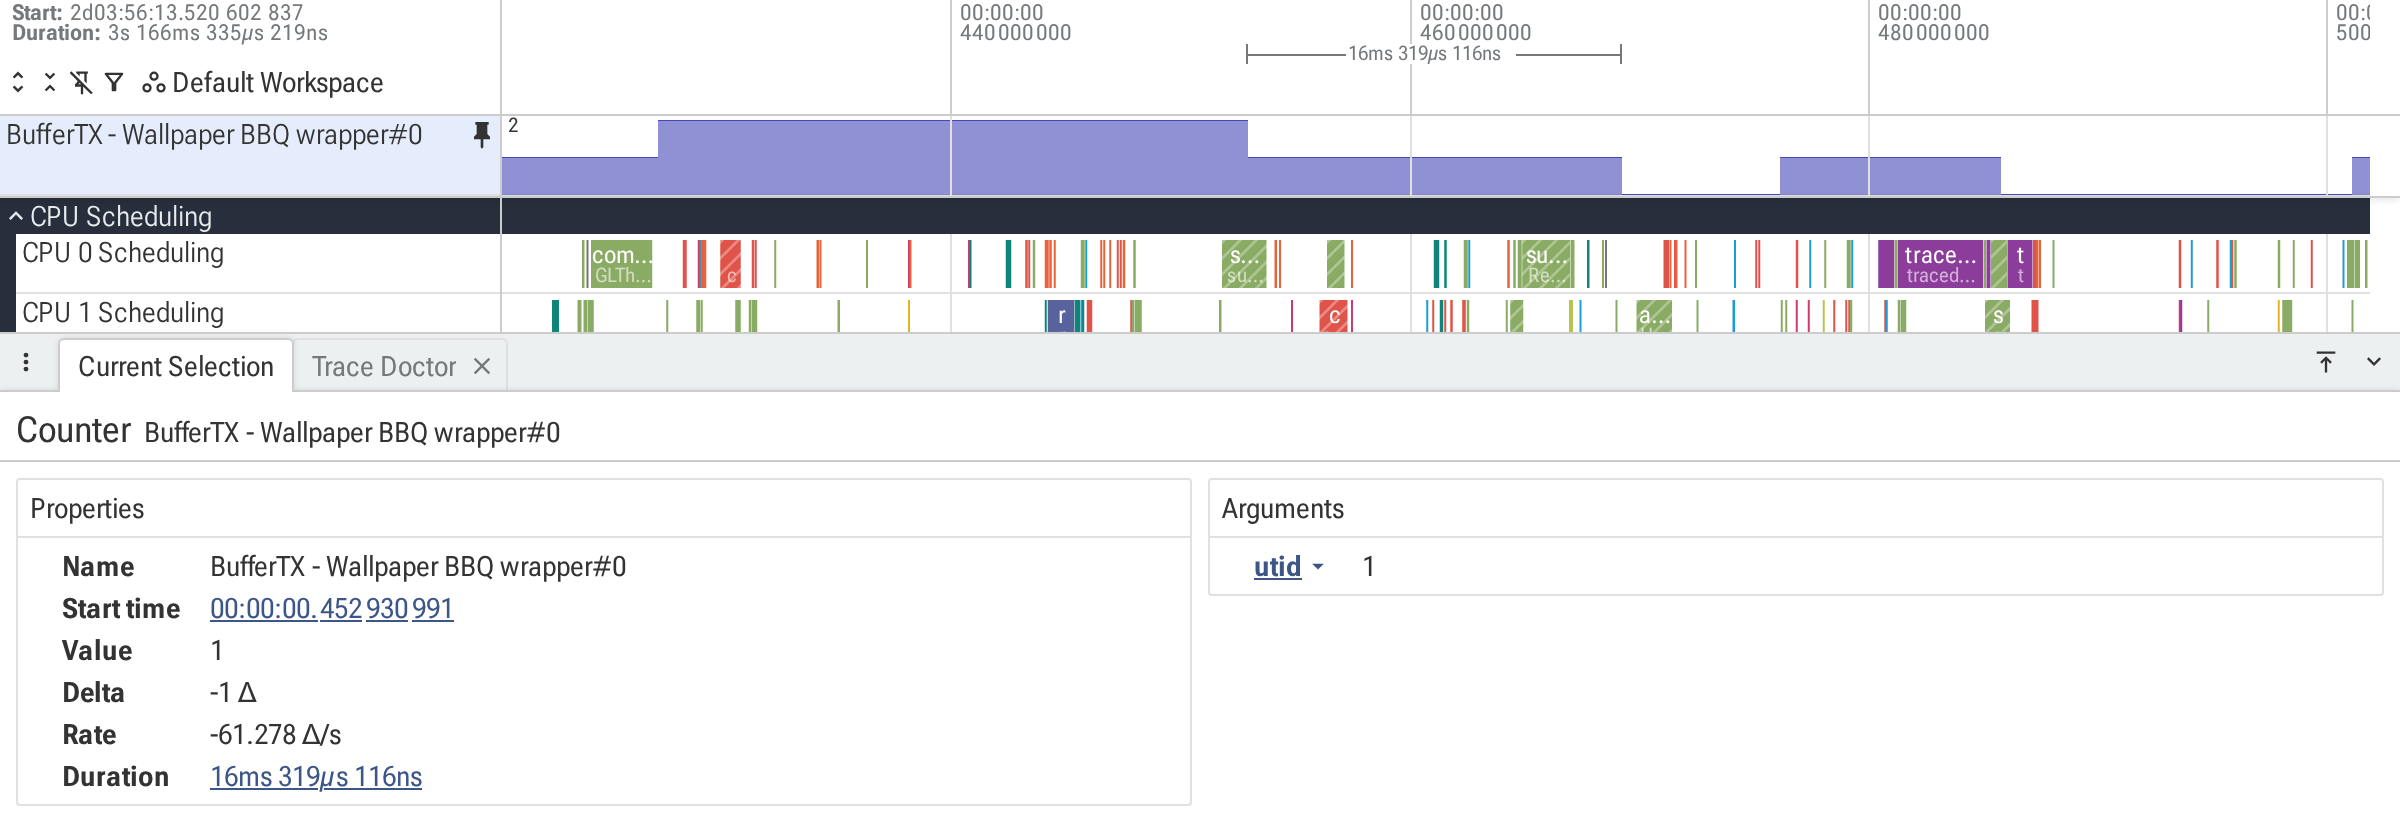 Start: 2d03:56:13.520 602 837
Duration: 3s 166ms 335µs 219ns
00:00:00
440 000 000
00:00:00
460 000 000
00:00:00
480 000 000
500
16ms 319µs 116ns
Default Workspace
BufferTX - Wallpaper BBQ wrapper#0
2
CPU Scheduling
CPU 0 Scheduling
com...
GLTh...
c
s...
su...
su...
Re...
trace...
traced...
t
t
CPU 1 Scheduling
r
c
a...
s
Current Selection
Trace Doctor
Counter BufferTX - Wallpaper BBQ wrapper#0
Properties
Name BufferTX - Wallpaper BBQ wrapper#0
Start time 00:00:00.452 930 991
Value 1
Delta -1 Δ
Rate -61.278 Δ/s
Duration 16ms 319µs 116ns
Arguments
utid 1